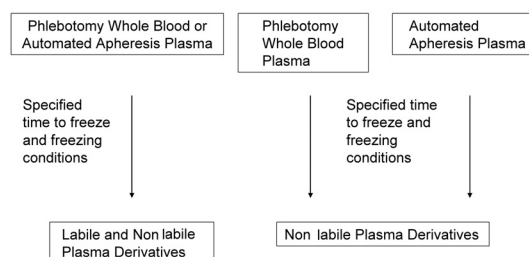 Phlebotomy Whole Blood or
Automated Apheresis Plasma
Phlebotomy
Whole Blood
Plasma
Automated
Apheresis Plasma
Specified
time to freeze
and freezing
conditions
Specified time
to freeze and
freezing
conditions
Labile and Non labile
Plasma Derivatives
Non labile Plasma Derivatives